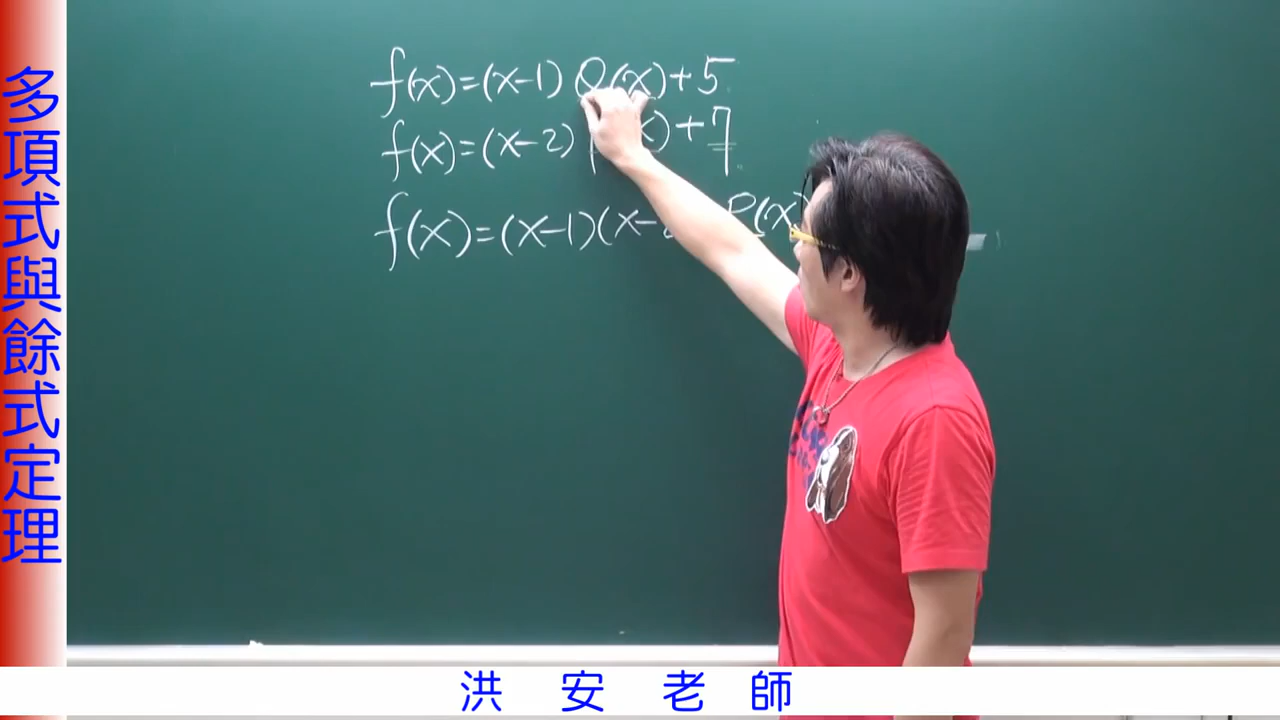 多項式與餘式定理
f(x)=(x-1)Q(x)+5
f(x)=(x-2) x)+7
f(x)=(x-1)(x- P(x)
洪安老師